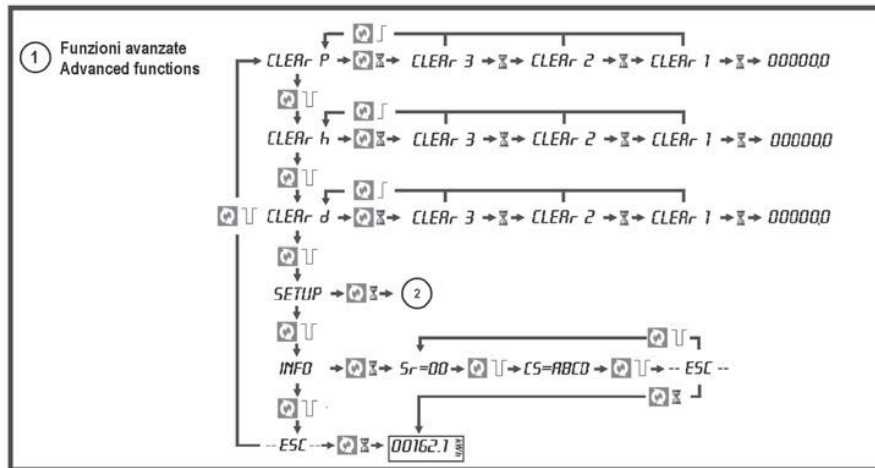 1 Funzioni avanzate
Advanced functions
CLEAr P CLEAr 3 CLEAr 2 CLEAr 1 00000,0
CLEAr h CLEAr 3 CLEAr 2 CLEAr 1 00000,0
CLEAr d CLEAr 3 CLEAr 2 CLEAr 1 00000,0
SETUP 2
INFO Sr=00 CS=ABCD -- ESC --
-- ESC -- 00162.1 kWh